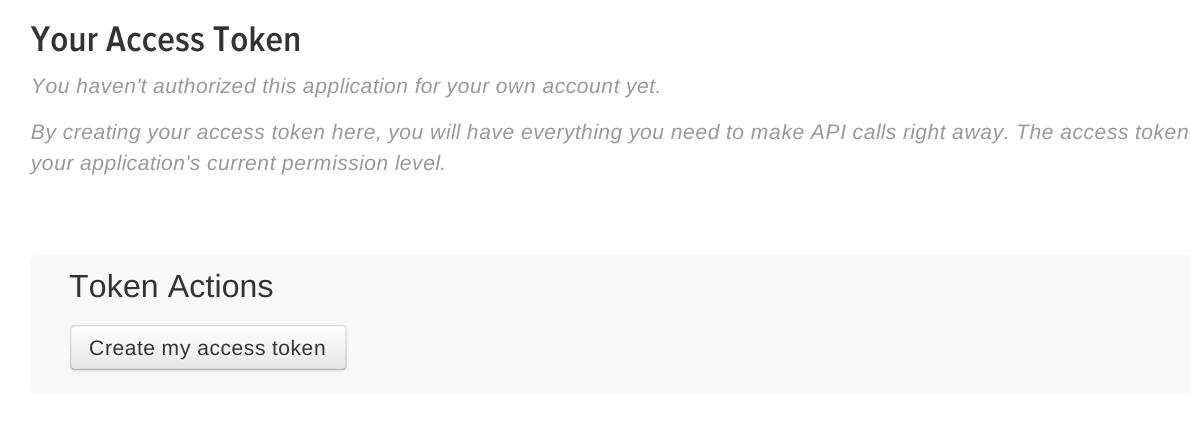 Your Access Token
You haven't authorized this application for your own account yet.
By creating your access token here, you will have everything you need to make API calls right away. The access token
your application's current permission level.
Token Actions
Create my access token